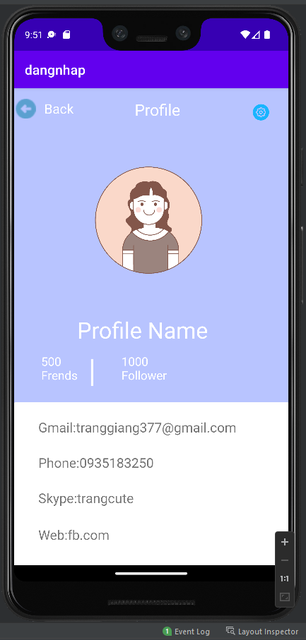 9:51
dangnhap
Back
Profile
Profile Name
500
Frends
1000
Follower
Gmail:tranggiang377@gmail.com
Phone:0935183250
Skype:trangcute
Web:fb.com
1:1
1 Event Log
Layout Inspector